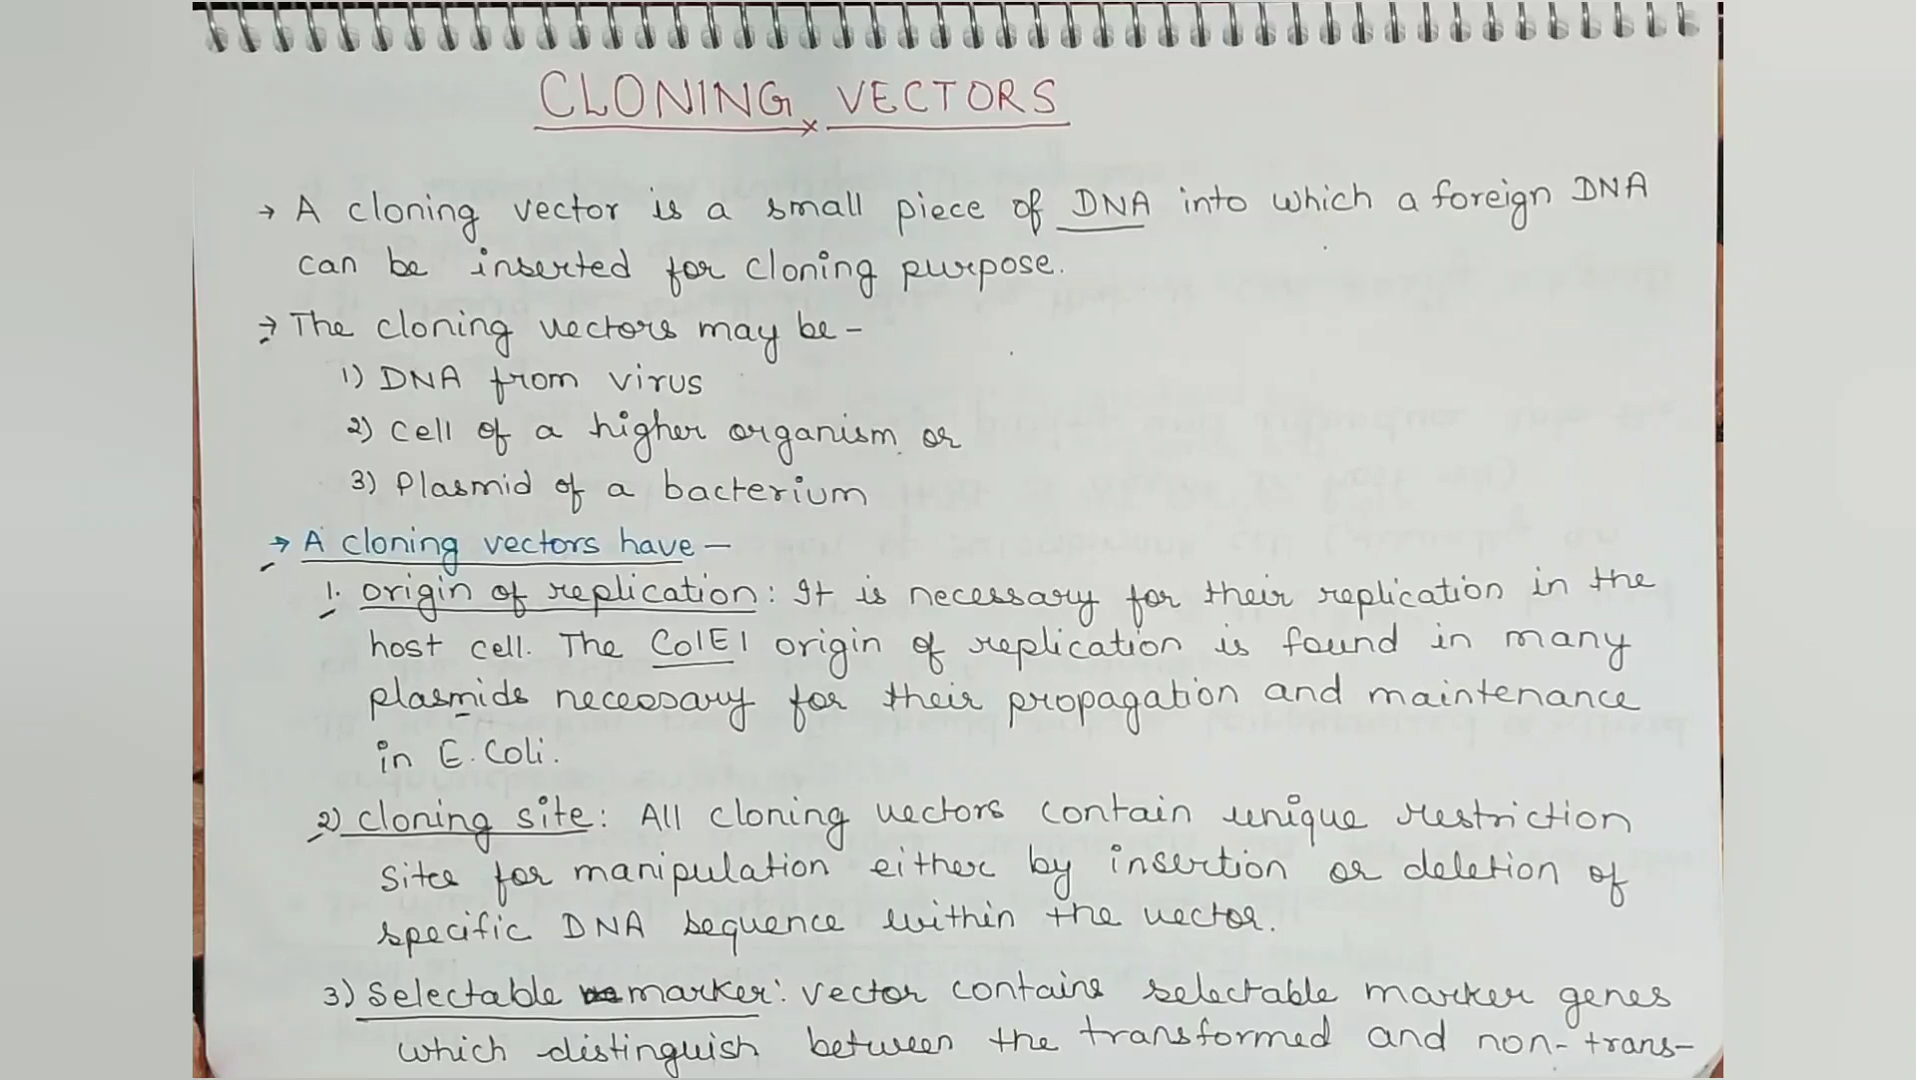 CLONING VECTORS
→ A cloning vector is a small piece of DNA into which a foreign DNA
can be inserted for cloning purpose.
→ The cloning vectors may be -
1) DNA from virus
2) Cell of a higher organism or
3) Plasmid of a bacterium
→ A cloning vectors have -
1. Origin of replication : It is necessary for their replication in the
host cell. The ColE1 origin of replication is found in many
plasmids necessary for their propagation and maintenance
in E. Coli.
2) Cloning site : All cloning vectors contain unique restriction
sites for manipulation either by insertion or deletion of
specific DNA sequence within the vector.
3) Selectable marker : vector contains selectable marker genes
which distinguish between the transformed and non-trans-